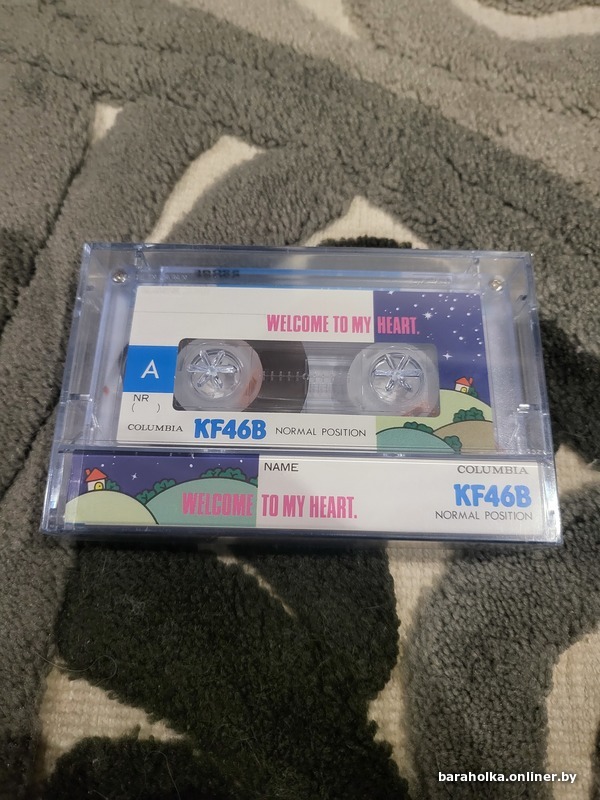 WELCOME TO MY HEART.
A
NR
( )
COLUMBIA KF46B NORMAL POSITION
NAME
COLUMBIA
WELCOME TO MY HEART.
KF46B
NORMAL POSITION
baraholka.onliner.by